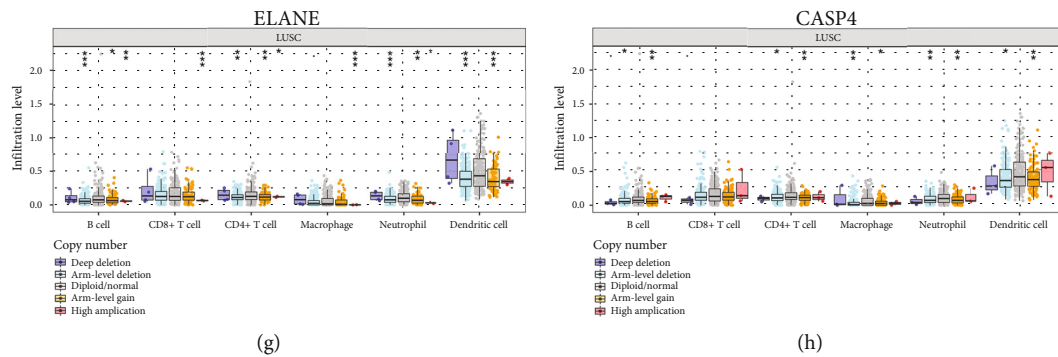 ELANE
LUSC
Infiltration level
2.0
1.5
1.0
0.5
0.0
B cell
CD8+ T cell
CD4+ T cell
Macrophage
Neutrophil
Dendritic cell
Copy number
Deep deletion
Arm-level deletion
Diploid/normal
Arm-level gain
High amplication
(g)
CASP4
LUSC
Infiltration level
2.0
1.5
1.0
0.5
0.0
B cell
CD8+ T cell
CD4+ T cell
Macrophage
Neutrophil
Dendritic cell
Copy number
Deep deletion
Arm-level deletion
Diploid/normal
Arm-level gain
High amplication
(h)